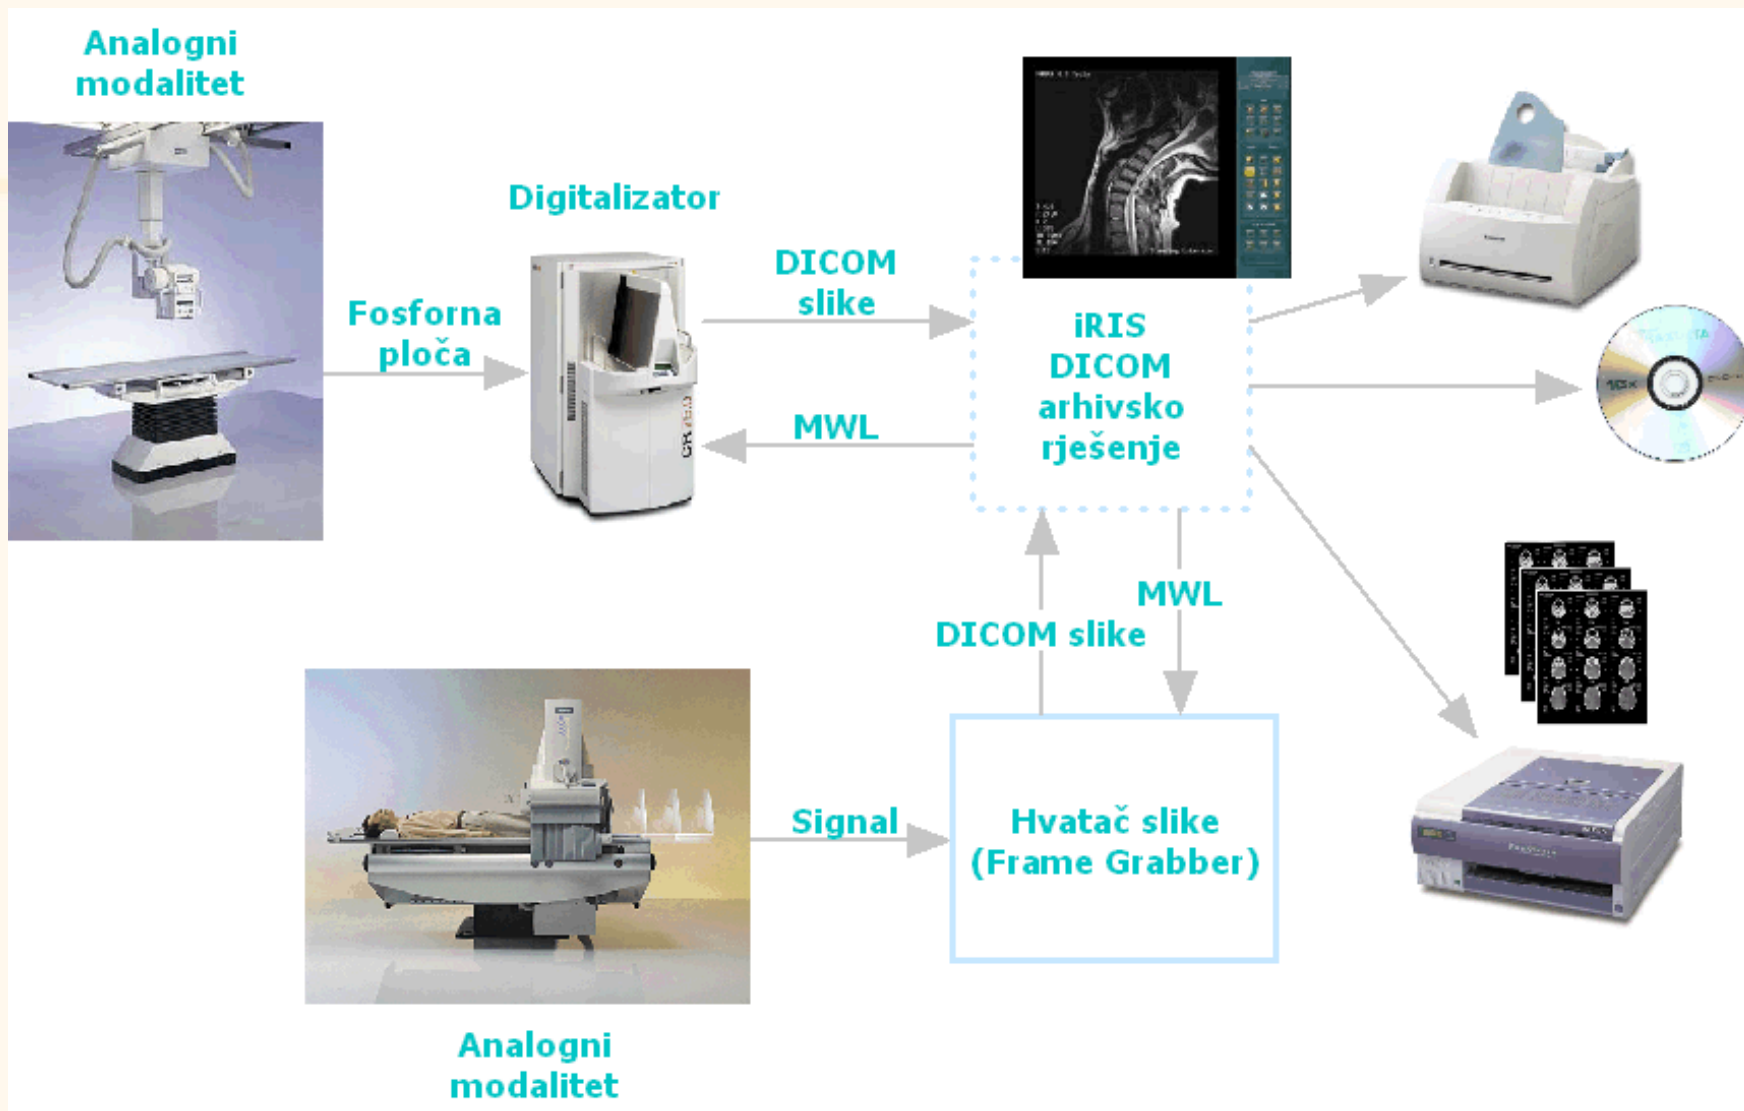 Analogni
modalitet
Digitalizator
Fosforna
ploča
DICOM
slike
MWL
iRIS
DICOM
arhivsko
rješenje
DICOM slike
MWL
Signal
Hvatač slike
(Frame Grabber)
Analogni
modalitet